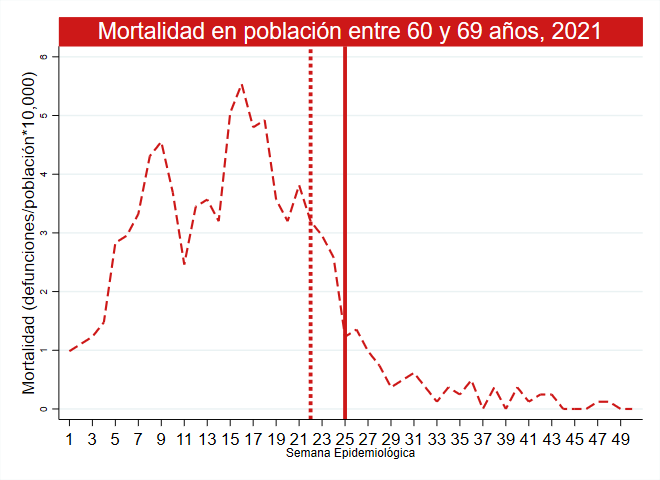 Mortalidad en población entre 60 y 69 años, 2021
Mortalidad (defunciones/población*10,000)
6
5
4
3
2
1
0
1 3 5 7 9 11 13 15 17 19 21 23 25 27 29 31 33 35 37 39 41 43 45 47 49
Semana Epidemiológica